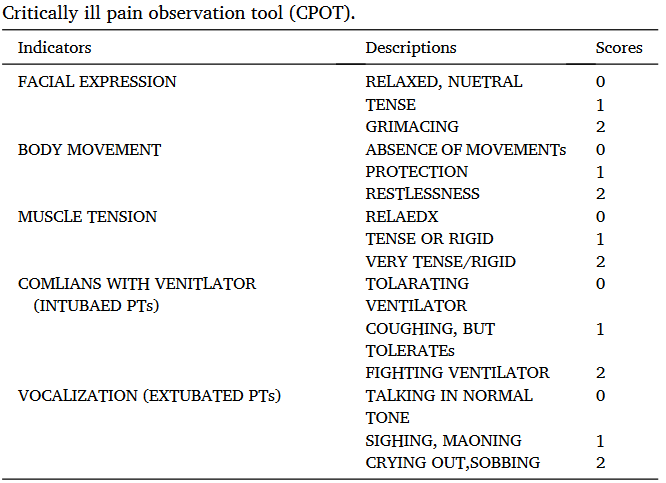 Critically ill pain observation tool (CPOT).
Indicators Descriptions Scores
FACIAL EXPRESSION RELAXED, NUETRAL 0
TENSE 1
GRIMACING 2
BODY MOVEMENT ABSENCE OF MOVEMENTs 0
PROTECTION 1
RESTLESSNESS 2
MUSCLE TENSION RELAEDX 0
TENSE OR RIGID 1
VERY TENSE/RIGID 2
COMLIANS WITH VENITLATOR TOLARATING 0
(INTUBAED PTs) VENTILATOR
COUGHING, BUT 1
TOLERATEs
FIGHTING VENTILATOR 2
VOCALIZATION (EXTUBATED PTs) TALKING IN NORMAL 0
TONE
SIGHING, MAONING 1
CRYING OUT,SOBBING 2